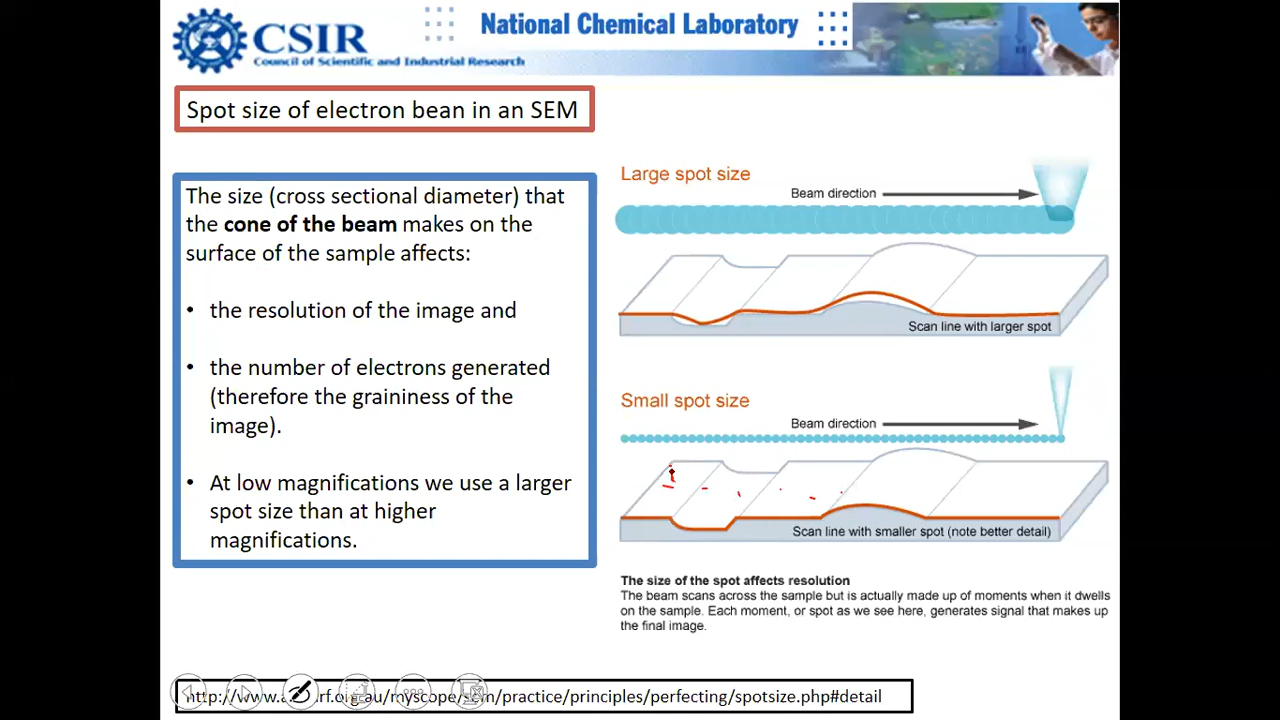 CSIR
Council of Scientific and Industrial Research
National Chemical Laboratory
Spot size of electron bean in an SEM
The size (cross sectional diameter) that
the cone of the beam makes on the
surface of the sample affects:
• the resolution of the image and
• the number of electrons generated
(therefore the graininess of the
image).
• At low magnifications we use a larger
spot size than at higher
magnifications.
Large spot size
Beam direction
Scan line with larger spot
Small spot size
Beam direction
Scan line with smaller spot (note better detail)
The size of the spot affects resolution
The beam scans across the sample but is actually made up of moments when it dwells
on the sample. Each moment, or spot as we see here, generates signal that makes up
the final image.
http://www.a rf.org.au/myscope/sem/practice/principles/perfecting/spotsize.php#detail